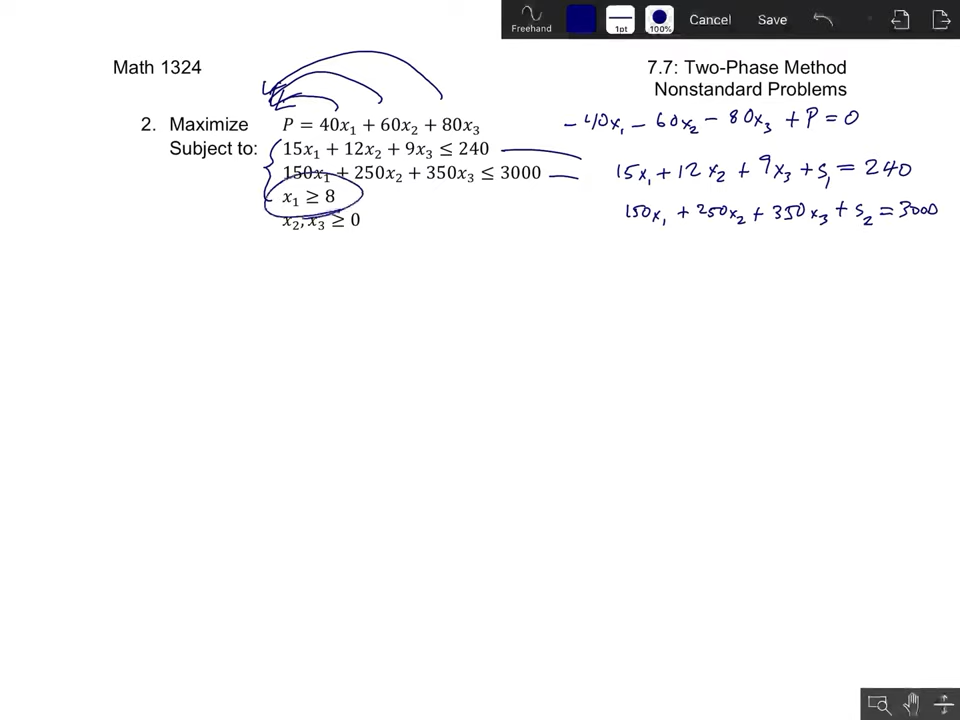 Freehand
1pt
100%
Cancel
Save
Math 1324
7.7: Two-Phase Method
Nonstandard Problems
2. Maximize P = 40x₁ + 60x₂ + 80x₃
Subject to: 15x₁ + 12x₂ + 9x₃ ≤ 240
150x₁ + 250x₂ + 350x₃ ≤ 3000
x₁ ≥ 8
x₂, x₃ ≥ 0
- 40x₁ - 60x₂ - 80x₃ + P = 0
15x₁ + 12x₂ + 9x₃ + s₁ = 240
150x₁ + 250x₂ + 350x₃ + s₂ = 3000